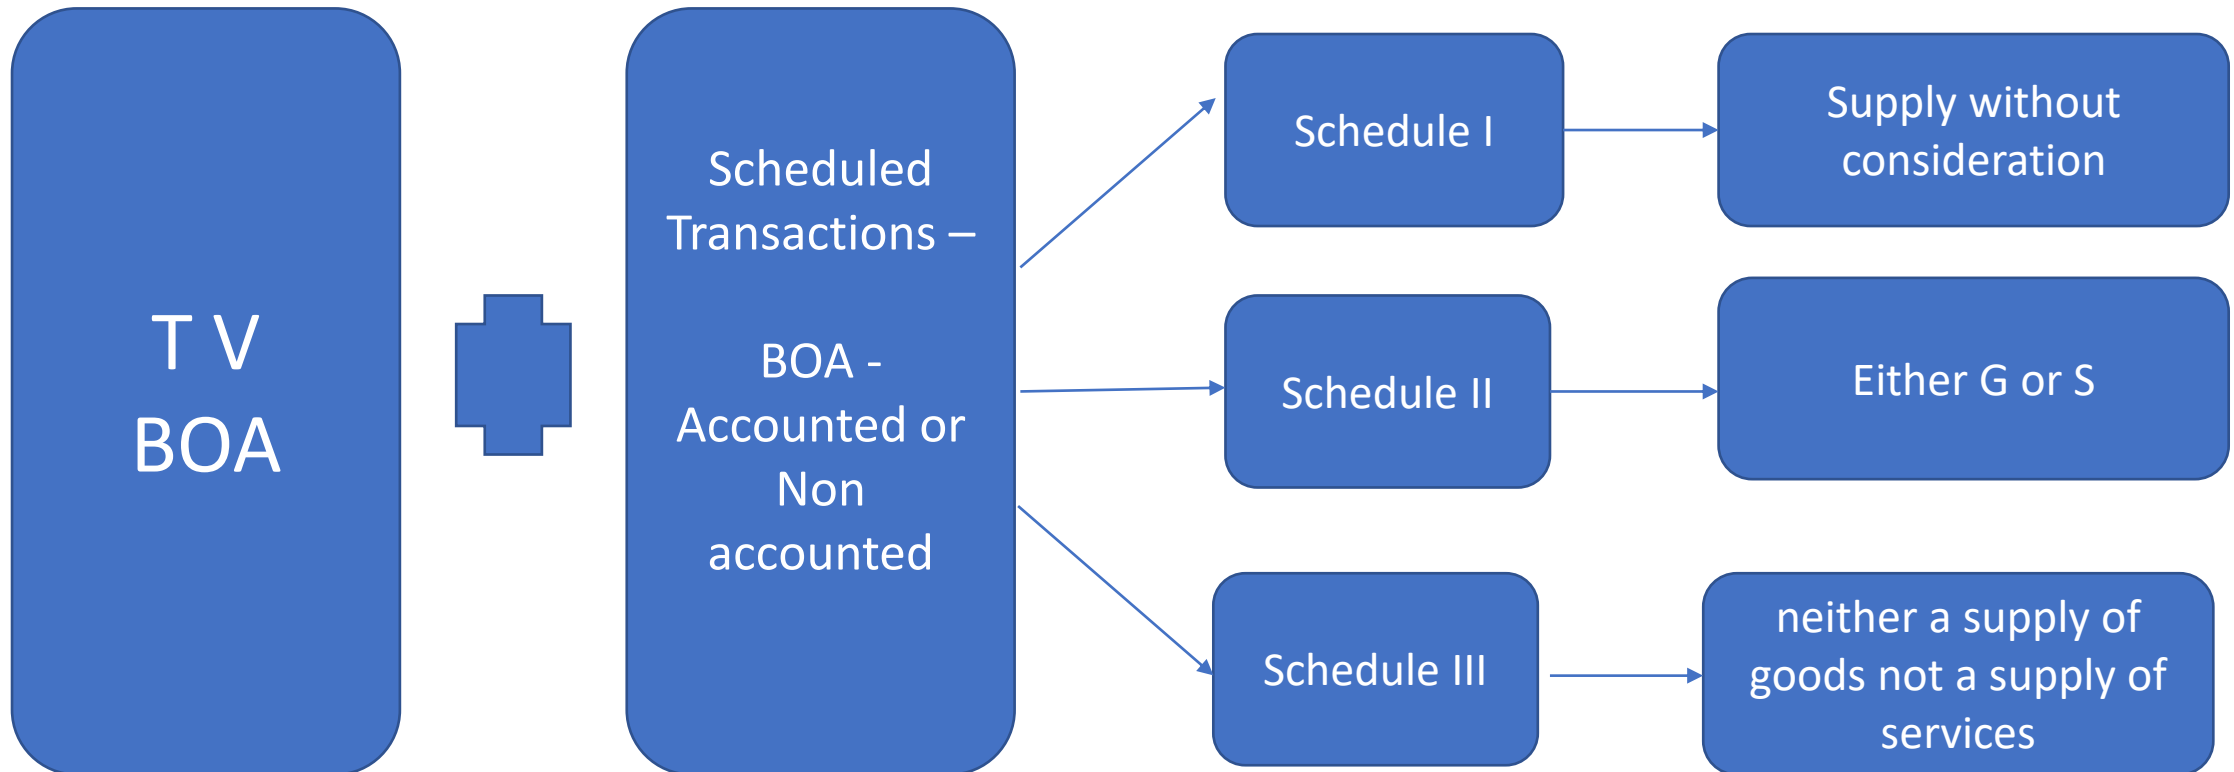 T V
BOA
Scheduled
Transactions –
BOA -
Accounted or
Non
accounted
Schedule I
Supply without
consideration
Schedule II
Either G or S
Schedule III
neither a supply of
goods not a supply of
services